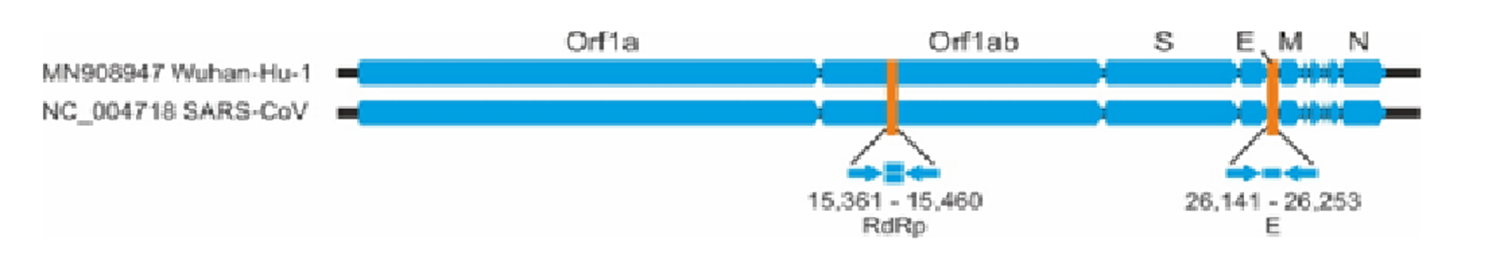 Orf1a Orf1ab S E M N
MN908947 Wuhan-Hu-1
NC_004718 SARS-CoV
15,361 - 15,460 26,141 - 26,253
RdRp E